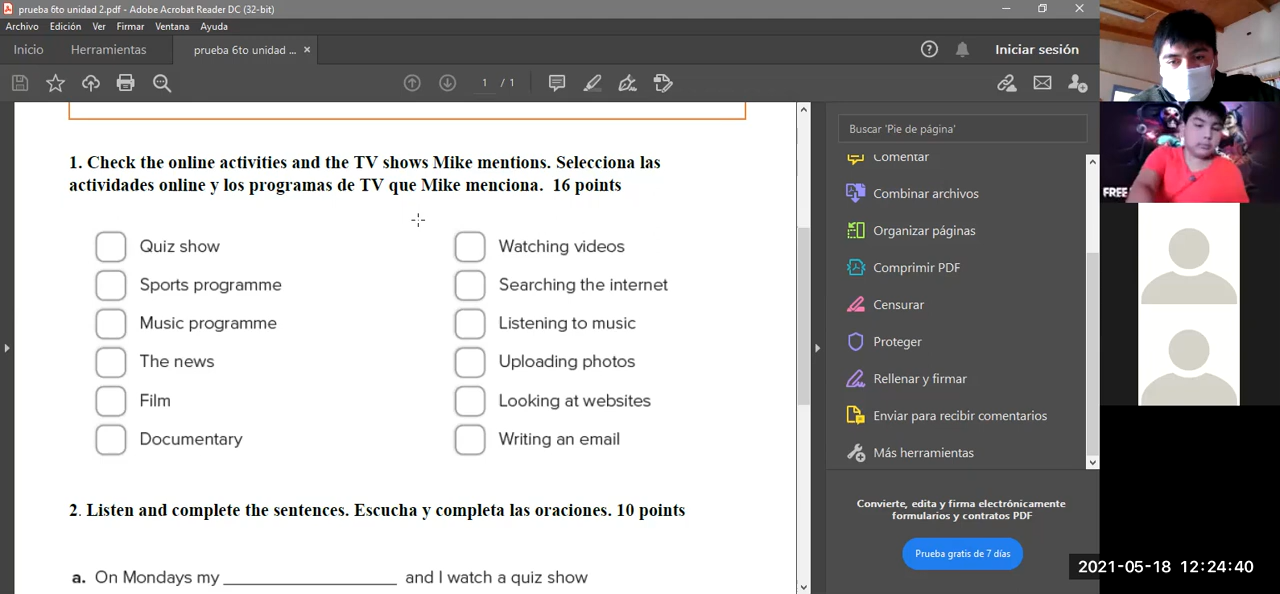 prueba 6to unidad 2.pdf - Adobe Acrobat Reader DC (32-bit)
Archivo Edición Ver Firmar Ventana Ayuda
Inicio Herramientas prueba 6to unidad ... × Iniciar sesión
1 / 1
Buscar 'Pie de página'
Comentar
Combinar archivos
Organizar páginas
Comprimir PDF
Censurar
Proteger
Rellenar y firmar
Enviar para recibir comentarios
Más herramientas
Convierte, edita y firma electrónicamente
formularios y contratos PDF
Prueba gratis de 7 días
1. Check the online activities and the TV shows Mike mentions. Selecciona las
actividades online y los programas de TV que Mike menciona. 16 points
Quiz show
Sports programme
Music programme
The news
Film
Documentary
Watching videos
Searching the internet
Listening to music
Uploading photos
Looking at websites
Writing an email
2. Listen and complete the sentences. Escucha y completa las oraciones. 10 points
a. On Mondays my ________________ and I watch a quiz show
FREE
2021-05-18 12:24:40